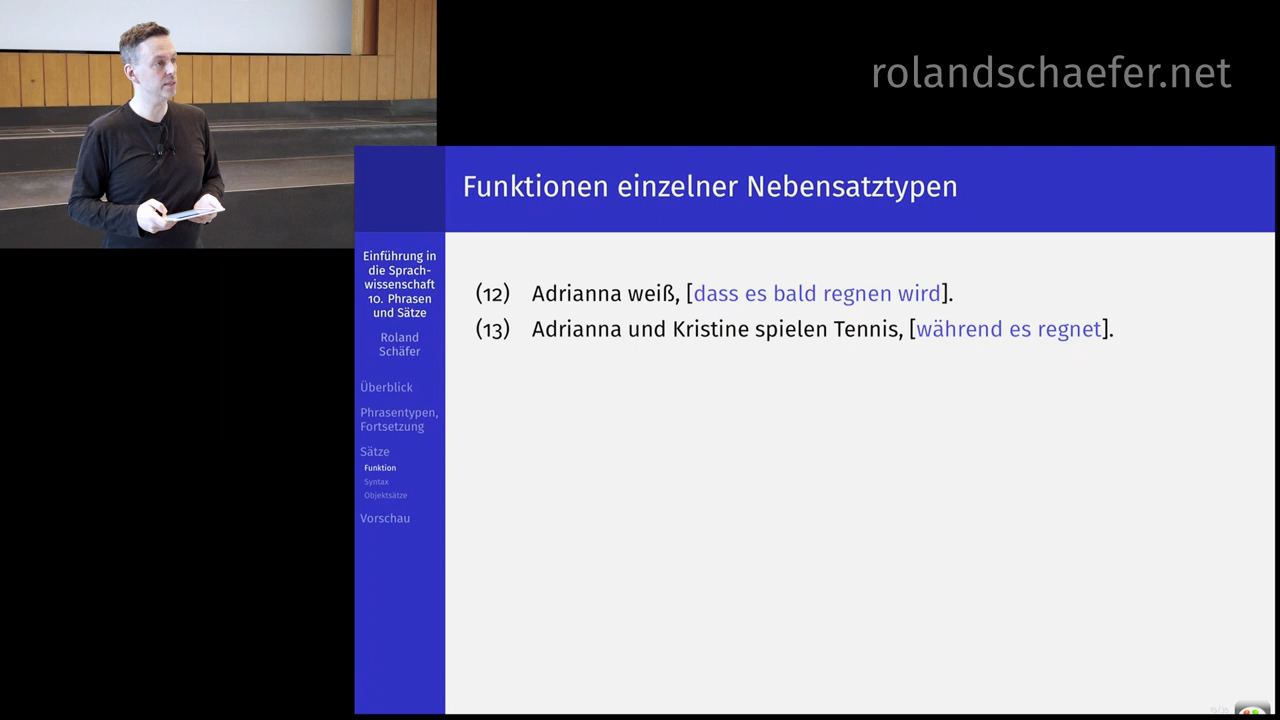 rolandschaefer.net
Funktionen einzelner Nebensatztypen
Einführung in
die Sprach-
wissenschaft
10. Phrasen
und Sätze
Roland
Schäfer
Überblick
Phrasentypen,
Fortsetzung
Sätze
Funktion
Syntax
Objektsätze
Vorschau
(12) Adrianna weiß, [dass es bald regnen wird].
(13) Adrianna und Kristine spielen Tennis, [während es regnet].